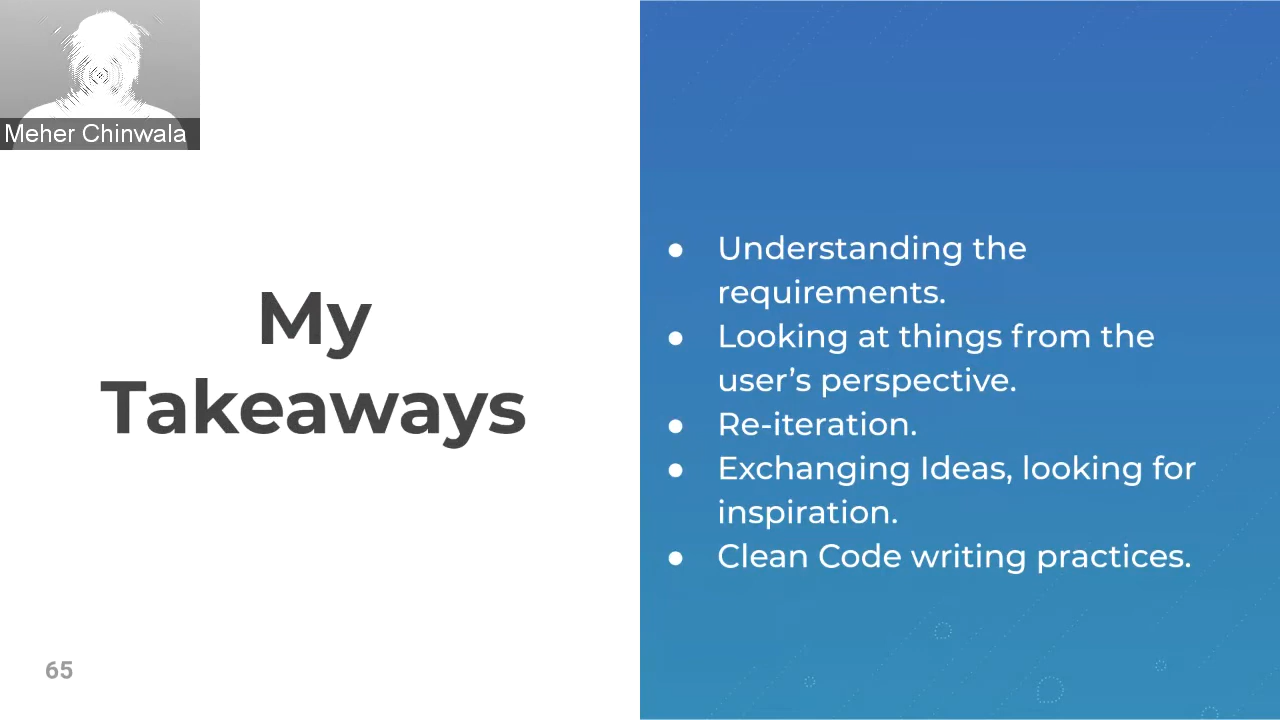 Meher Chinwala
My
Takeaways
● Understanding the
requirements.
● Looking at things from the
user’s perspective.
● Re-iteration.
● Exchanging Ideas, looking for
inspiration.
● Clean Code writing practices.
65